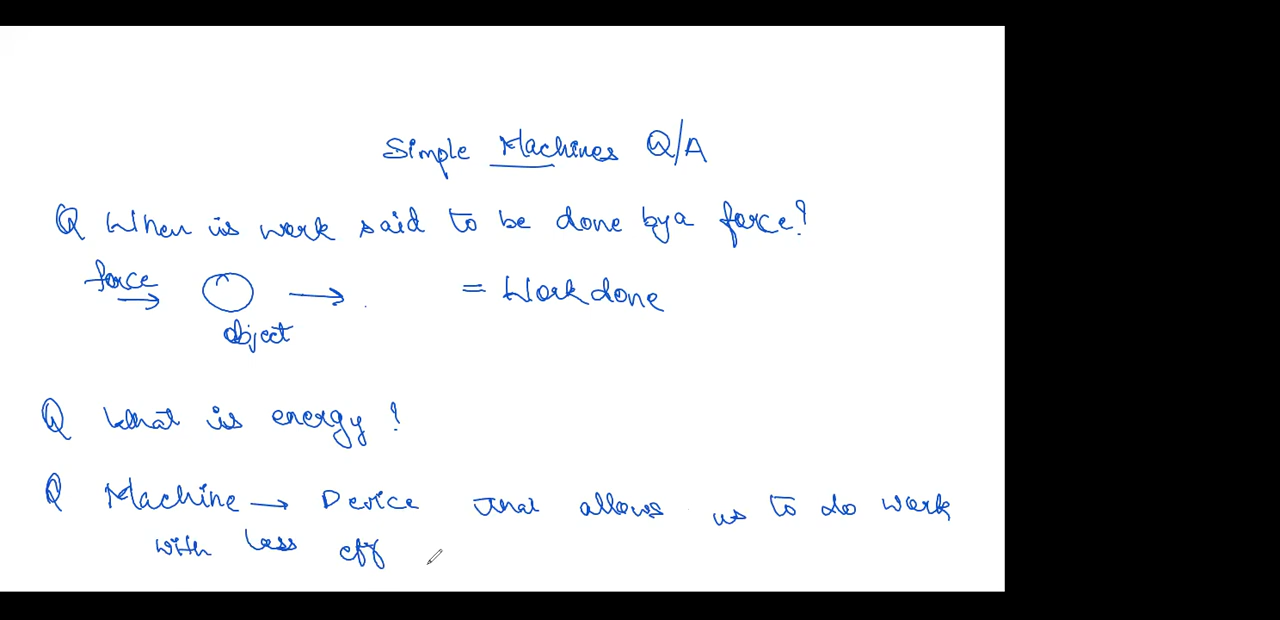 Simple Machines Q/A
Q When is work said to be done by a force?
force
object
= Work done
Q What is energy?
Q Machine → Device that allows us to do work
with less eff